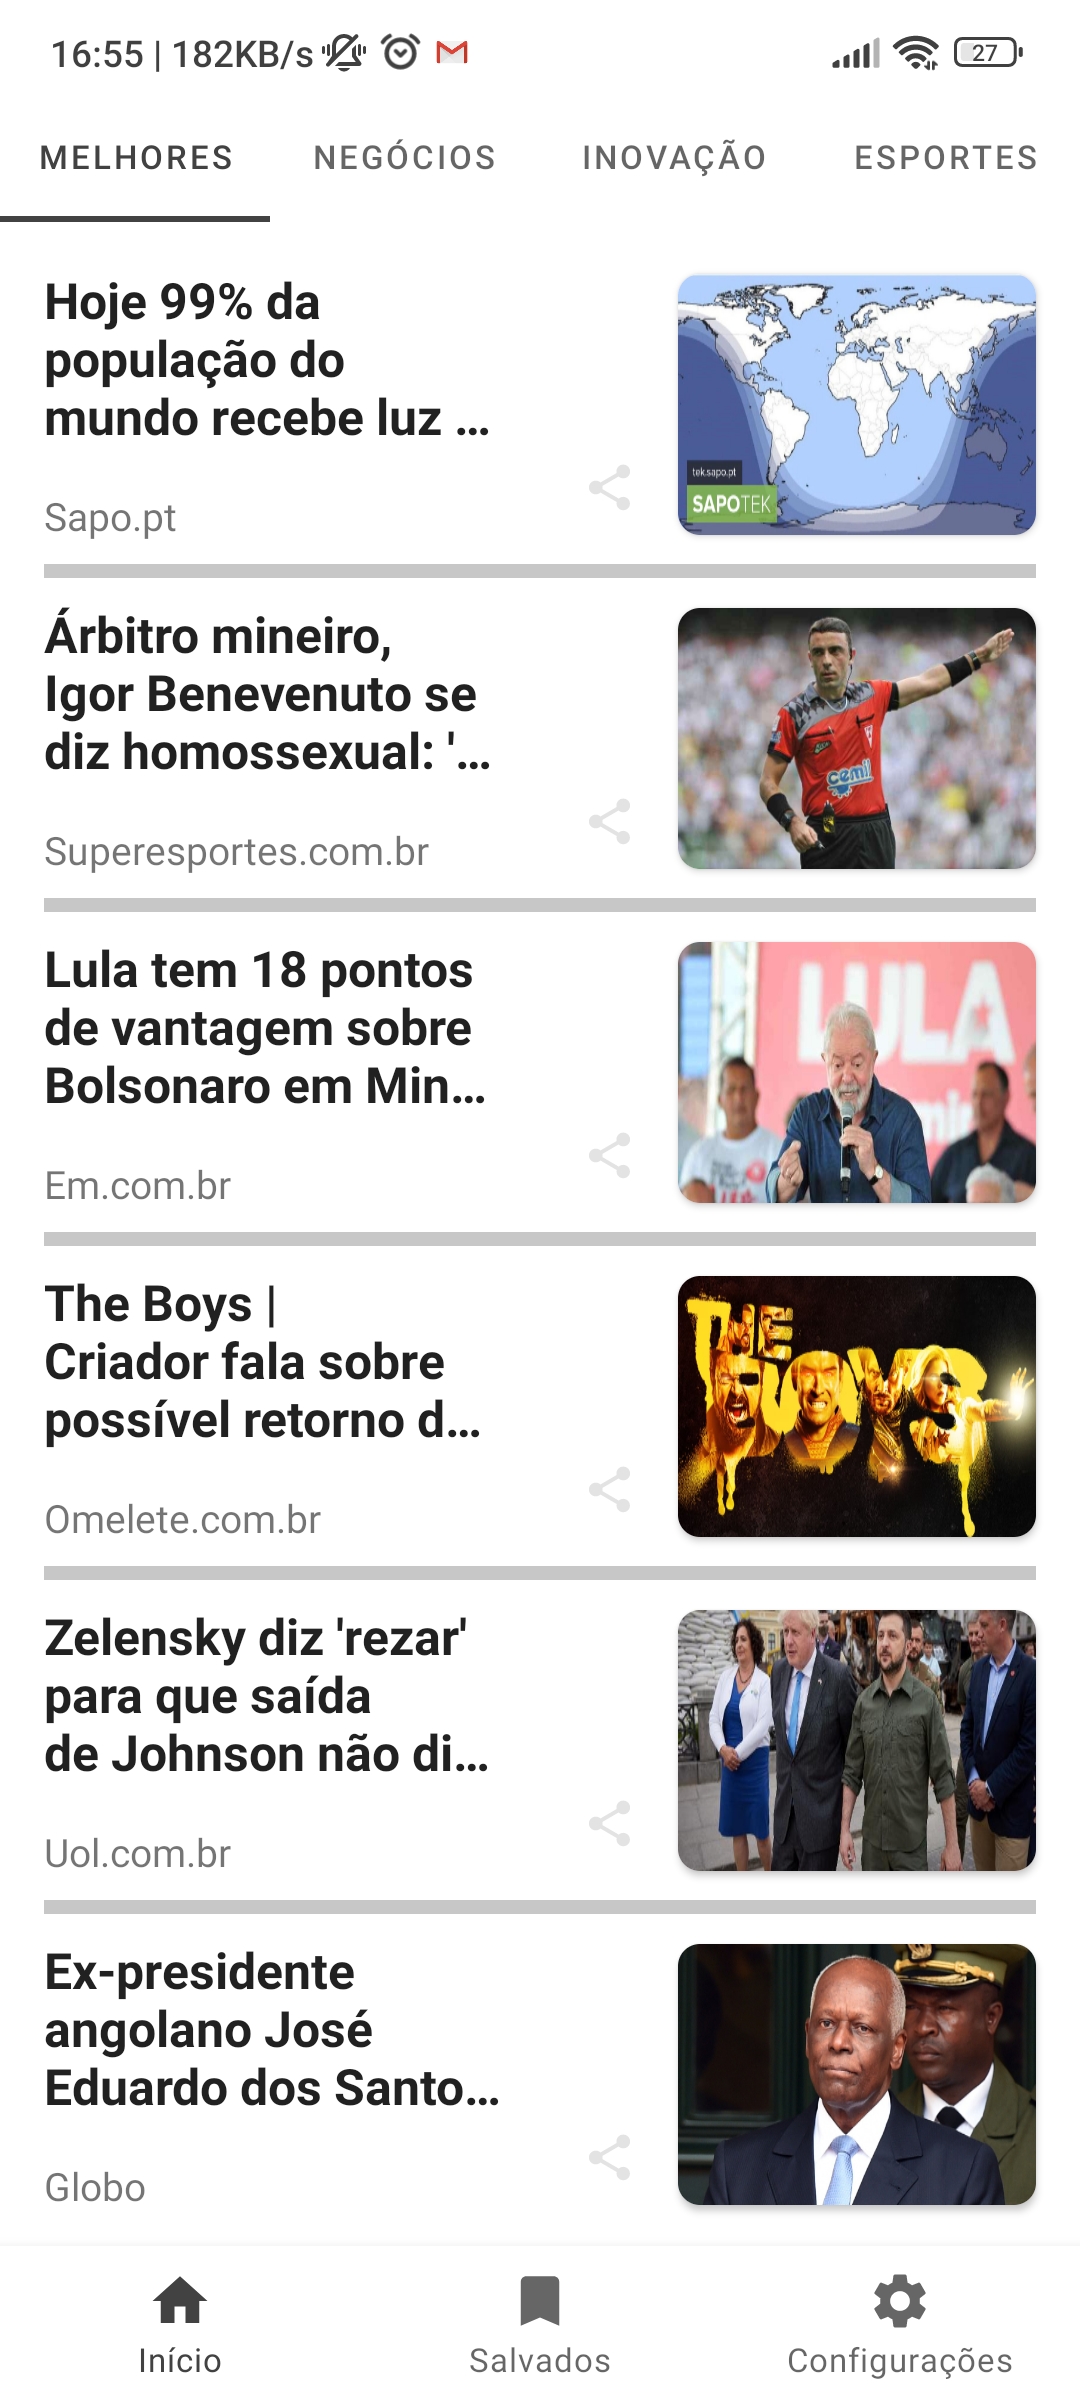 16:55 | 182KB/s
27
MELHORES NEGÓCIOS INOVAÇÃO ESPORTES
Hoje 99% da
população do
mundo recebe luz ...
Sapo.pt
tek.sapo.pt
SAPOTEK
Árbitro mineiro,
Igor Benevenuto se
diz homossexual: '...
Superesportes.com.br
cemil
Lula tem 18 pontos
de vantagem sobre
Bolsonaro em Min...
Em.com.br
LULA
The Boys |
Criador fala sobre
possível retorno d...
Omelete.com.br
THE
BOYS
Zelensky diz 'rezar'
para que saída
de Johnson não di...
Uol.com.br
Ex-presidente
angolano José
Eduardo dos Santo...
Globo
Início Salvados Configurações